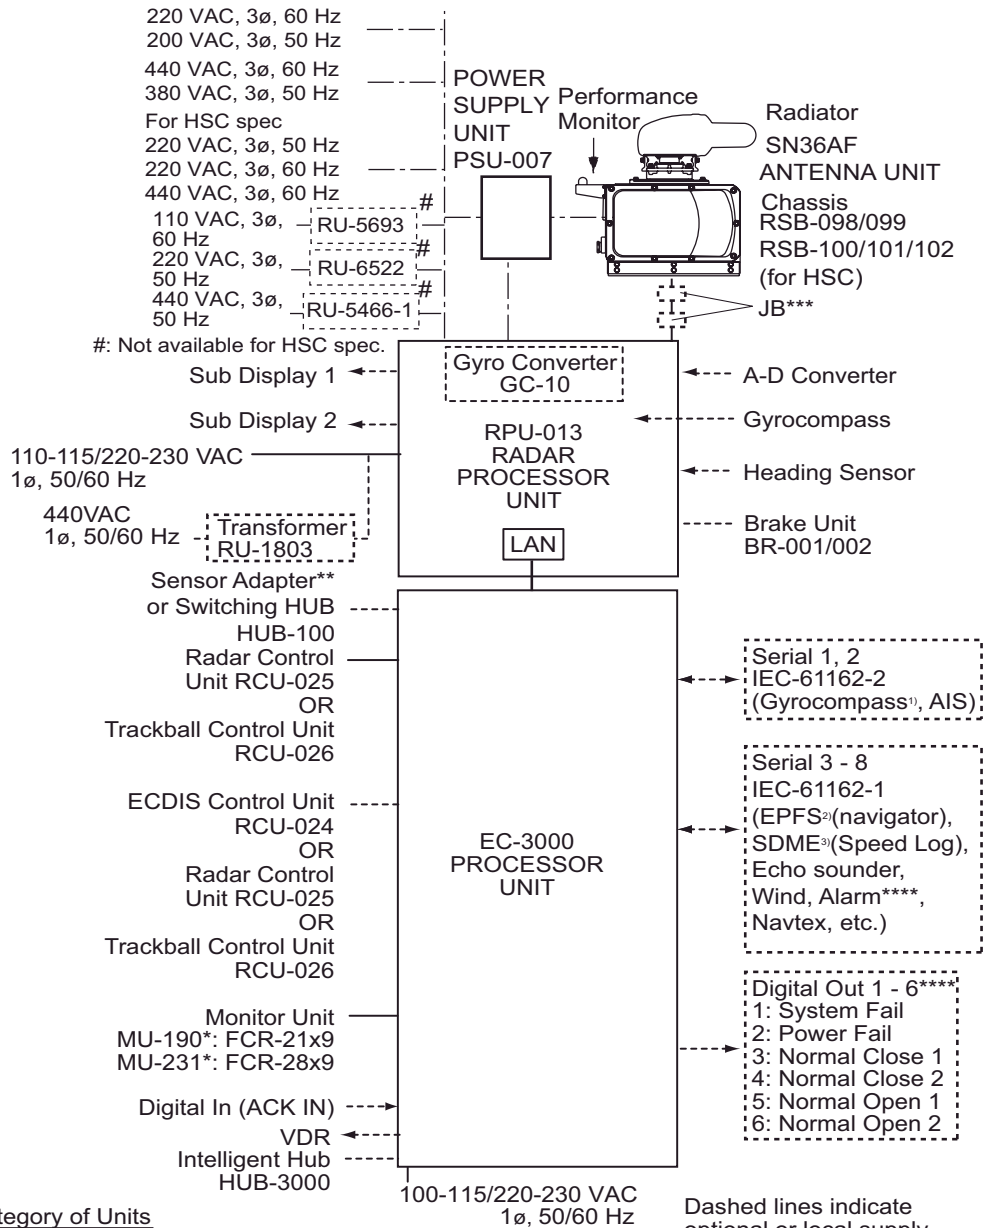 220 VAC, 3ø, 60 Hz
200 VAC, 3ø, 50 Hz
440 VAC, 3ø, 60 Hz
380 VAC, 3ø, 50 Hz
For HSC spec
220 VAC, 3ø, 50 Hz
220 VAC, 3ø, 60 Hz
440 VAC, 3ø, 60 Hz
110 VAC, 3ø,
60 Hz
RU-5693
#
220 VAC, 3ø,
50 Hz
RU-6522
#
440 VAC, 3ø,
50 Hz
RU-5466-1
#
#: Not available for HSC spec.
POWER
SUPPLY
UNIT
PSU-007
Performance
Monitor
Radiator
SN36AF
ANTENNA UNIT
Chassis
RSB-098/099
RSB-100/101/102
(for HSC)
JB***
Gyro Converter
GC-10
RPU-013
RADAR
PROCESSOR
UNIT
LAN
Sub Display 1
Sub Display 2
110-115/220-230 VAC
1ø, 50/60 Hz
440VAC
1ø, 50/60 Hz
Transformer
RU-1803
A-D Converter
Gyrocompass
Heading Sensor
Brake Unit
BR-001/002
Sensor Adapter**
or Switching HUB
HUB-100
Radar Control
Unit RCU-025
OR
Trackball Control Unit
RCU-026
ECDIS Control Unit
RCU-024
OR
Radar Control
Unit RCU-025
OR
Trackball Control Unit
RCU-026
Monitor Unit
MU-190*: FCR-21x9
MU-231*: FCR-28x9
Digital In (ACK IN)
VDR
Intelligent Hub
HUB-3000
EC-3000
PROCESSOR
UNIT
Serial 1, 2
IEC-61162-2
(Gyrocompass¹⁾, AIS)
Serial 3 - 8
IEC-61162-1
(EPFS²⁾(navigator),
SDME³⁾(Speed Log),
Echo sounder,
Wind, Alarm****,
Navtex, etc.)
Digital Out 1 - 6****
1: System Fail
2: Power Fail
3: Normal Close 1
4: Normal Close 2
5: Normal Open 1
6: Normal Open 2
100-115/220-230 VAC
1ø, 50/60 Hz
tegory of Units
Dashed lines indicate
optional or local supply